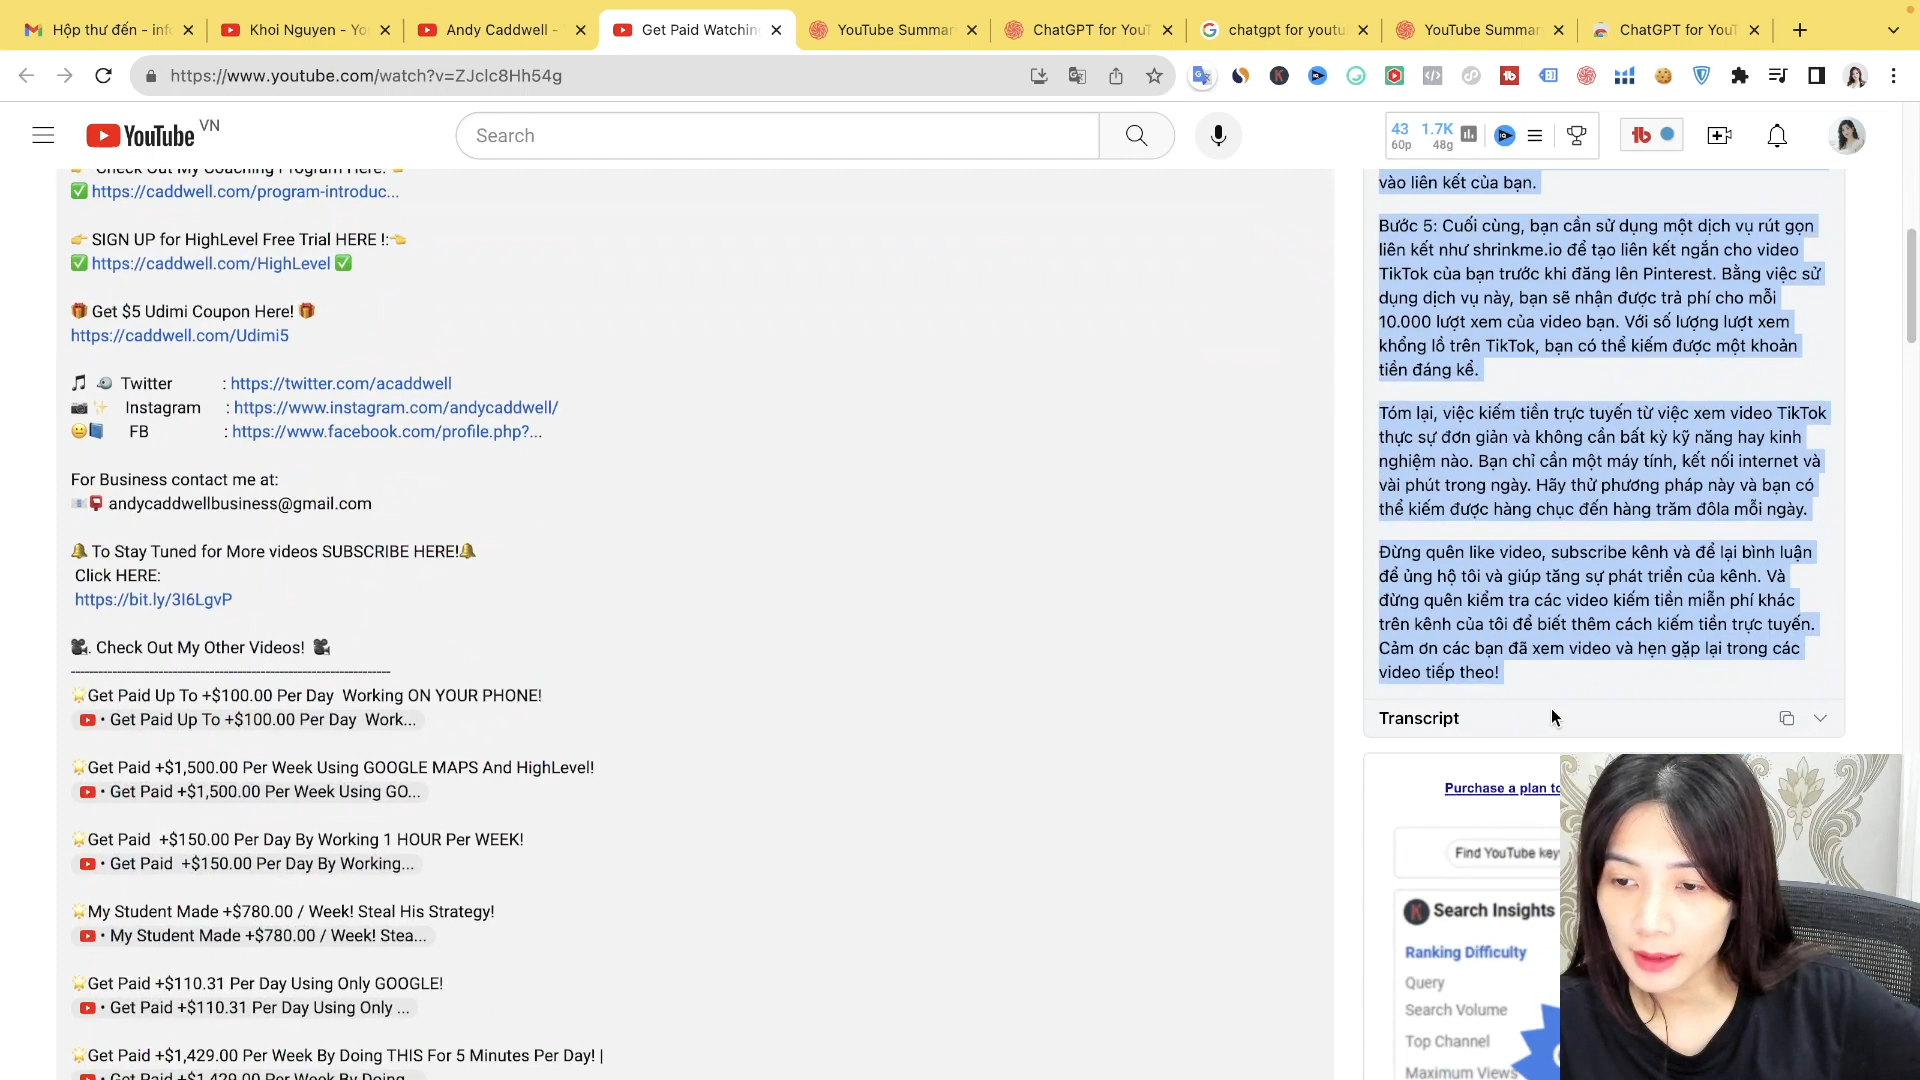 Hộp thư đến - inf
Khoi Nguyen - Yo
Andy Caddwell -
Get Paid Watching
YouTube Summar
ChatGPT for YouT
chatgpt for youtu
YouTube Summar
ChatGPT for YouT
https://www.youtube.com/watch?v=ZJclc8Hh54g
YouTube VN
Search
43 1.7K
60p 48g
Check Out My Coaching Program Here:
https://caddwell.com/program-introduc...
SIGN UP for HighLevel Free Trial HERE !:
https://caddwell.com/HighLevel
Get $5 Udimi Coupon Here!
https://caddwell.com/Udimi5
Twitter : https://twitter.com/acaddwell
Instagram : https://www.instagram.com/andycaddwell/
FB : https://www.facebook.com/profile.php?...
For Business contact me at:
andycaddwellbusiness@gmail.com
To Stay Tuned for More videos SUBSCRIBE HERE!
Click HERE:
https://bit.ly/3I6LgvP
. Check Out My Other Videos!
Get Paid Up To +$100.00 Per Day Working ON YOUR PHONE!
• Get Paid Up To +$100.00 Per Day Work...
Get Paid +$1,500.00 Per Week Using GOOGLE MAPS And HighLevel!
• Get Paid +$1,500.00 Per Week Using GO...
Get Paid +$150.00 Per Day By Working 1 HOUR Per WEEK!
• Get Paid +$150.00 Per Day By Working...
My Student Made +$780.00 / Week! Steal His Strategy!
• My Student Made +$780.00 / Week! Stea...
Get Paid +$110.31 Per Day Using Only GOOGLE!
• Get Paid +$110.31 Per Day Using Only ...
Get Paid +$1,429.00 Per Week By Doing THIS For 5 Minutes Per Day! |
• Get Paid +$1,429.00 Per Week By Doing...
vào liên kết của bạn.
Bước 5: Cuối cùng, bạn cần sử dụng một dịch vụ rút gọn
liên kết như shrinkme.io để tạo liên kết ngắn cho video
TikTok của bạn trước khi đăng lên Pinterest. Bằng việc sử
dụng dịch vụ này, bạn sẽ nhận được trả phí cho mỗi
10.000 lượt xem của video bạn. Với số lượng lượt xem
khổng lồ trên TikTok, bạn có thể kiếm được một khoản
tiền đáng kể.
Tóm lại, việc kiếm tiền trực tuyến từ việc xem video TikTok
thực sự đơn giản và không cần bất kỳ kỹ năng hay kinh
nghiệm nào. Bạn chỉ cần một máy tính, kết nối internet và
vài phút trong ngày. Hãy thử phương pháp này và bạn có
thể kiếm được hàng chục đến hàng trăm đôla mỗi ngày.
Đừng quên like video, subscribe kênh và để lại bình luận
để ủng hộ tôi và giúp tăng sự phát triển của kênh. Và
đừng quên kiểm tra các video kiếm tiền miễn phí khác
trên kênh của tôi để biết thêm cách kiếm tiền trực tuyến.
Cảm ơn các bạn đã xem video và hẹn gặp lại trong các
video tiếp theo!
Transcript
Purchase a plan to
Find YouTube key
Search Insights
Ranking Difficulty
Query
Search Volume
Top Channel
Maximum Views